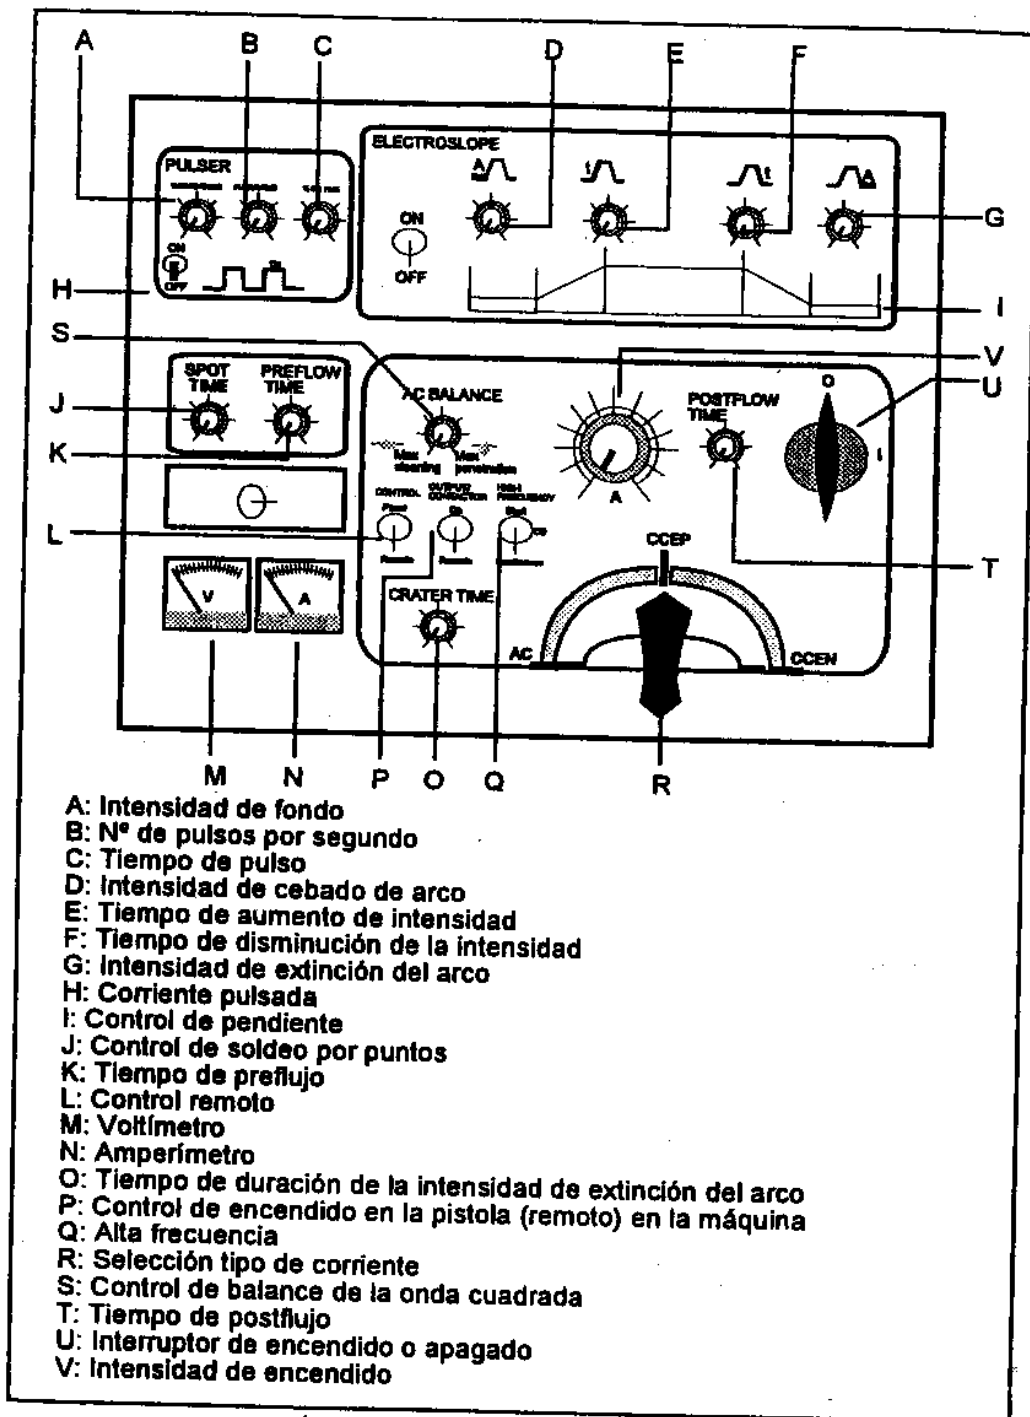 A B C D E F
ELECTROSLOPE
PULSER
A t t A
ON
G
ON
OFF
OFF
H
I
S
V
SPOT TIME
PREFLOW TIME
O
U
AC BALANCE
POSTFLOW TIME
J
I
K
Max cleaning
Max penetration
A
CONTROL
OUTPUT CONTACTOR
HIGH FREQUENCY
Panel
On
Start
L
CCEP
Remote
Remote
T
V
A
CRATER TIME
AC
CCEN
M N P O Q R
A: Intensidad de fondo
B: Nº de pulsos por segundo
C: Tiempo de pulso
D: Intensidad de cebado de arco
E: Tiempo de aumento de intensidad
F: Tiempo de disminución de la intensidad
G: Intensidad de extinción del arco
H: Corriente pulsada
I: Control de pendiente
J: Control de soldeo por puntos
K: Tiempo de preflujo
L: Control remoto
M: Voltímetro
N: Amperímetro
O: Tiempo de duración de la intensidad de extinción del arco
P: Control de encendido en la pistola (remoto) en la máquina
Q: Alta frecuencia
R: Selección tipo de corriente
S: Control de balance de la onda cuadrada
T: Tiempo de postflujo
U: Interruptor de encendido o apagado
V: Intensidad de encendido